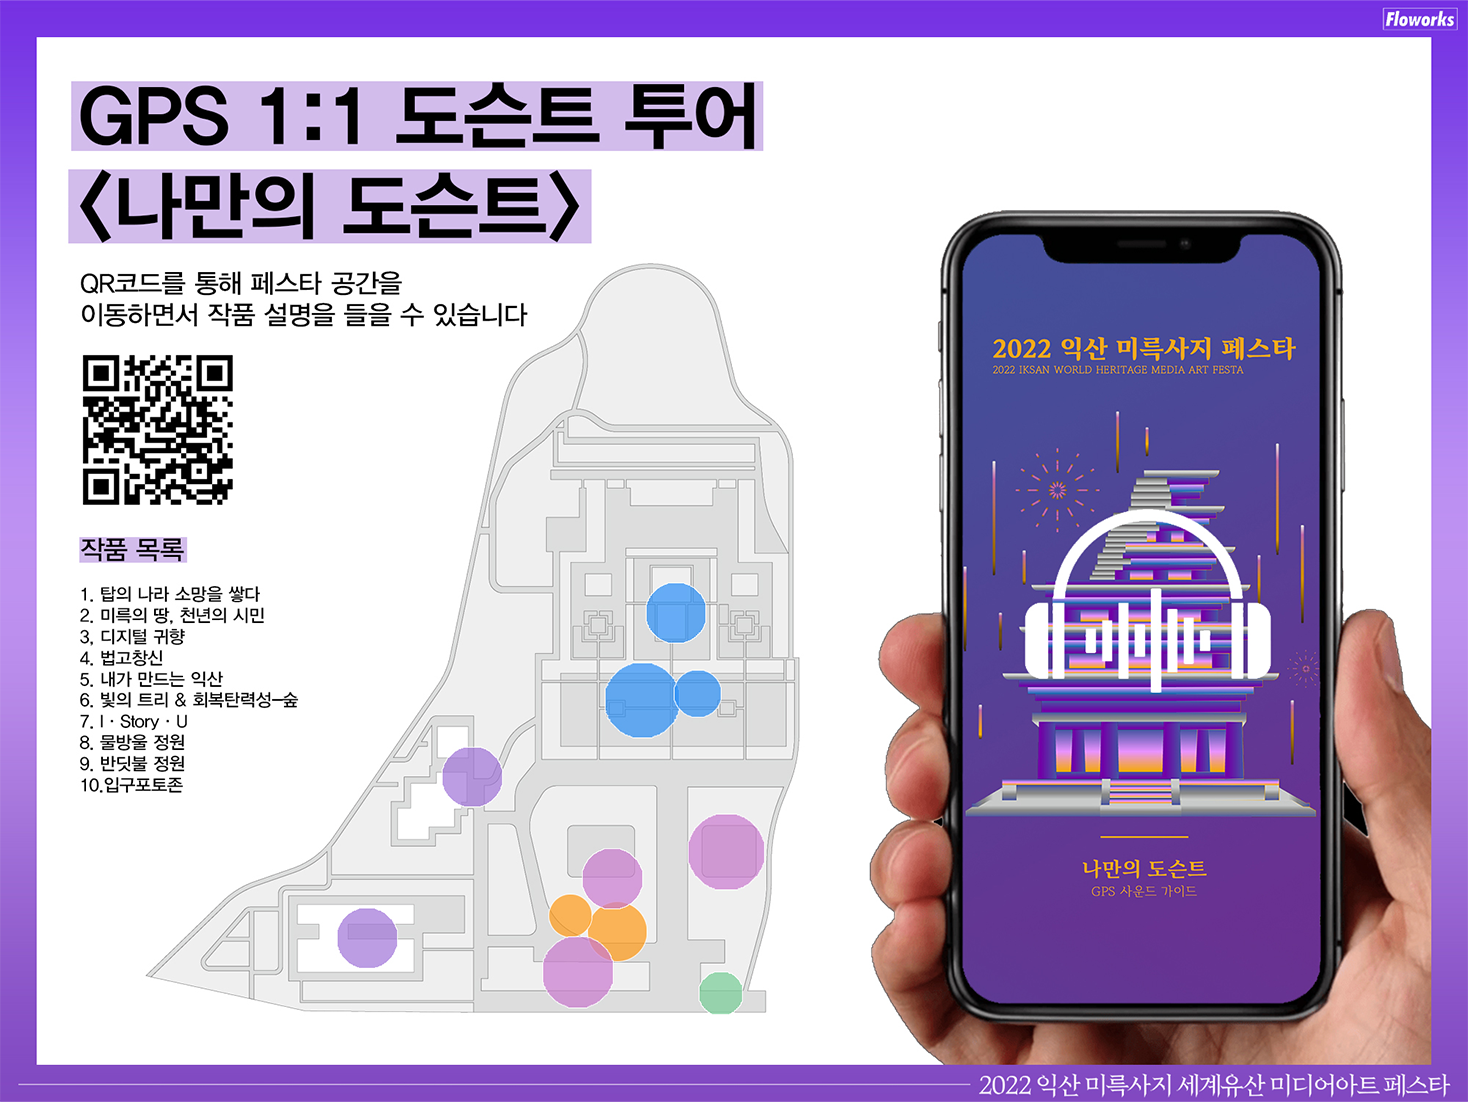 Floworks
GPS 1:1 도슨트 투어
<나만의 도슨트>
QR코드를 통해 페스타 공간을
이동하면서 작품 설명을 들을 수 있습니다
작품 목록
1. 탑의 나라 소망을 쌓다
2. 미륵의 땅, 천년의 시민
3, 디지털 귀향
4. 법고창신
5. 내가 만드는 익산
6. 빛의 트리 & 회복탄력성-숲
7. I · Story · U
8. 물방울 정원
9. 반딧불 정원
10.입구포토존
2022 익산 미륵사지 페스타
2022 IKSAN WORLD HERITAGE MEDIA ART FESTA
나만의 도슨트
GPS 사운드 가이드
2022 익산 미륵사지 세계유산 미디어아트 페스타